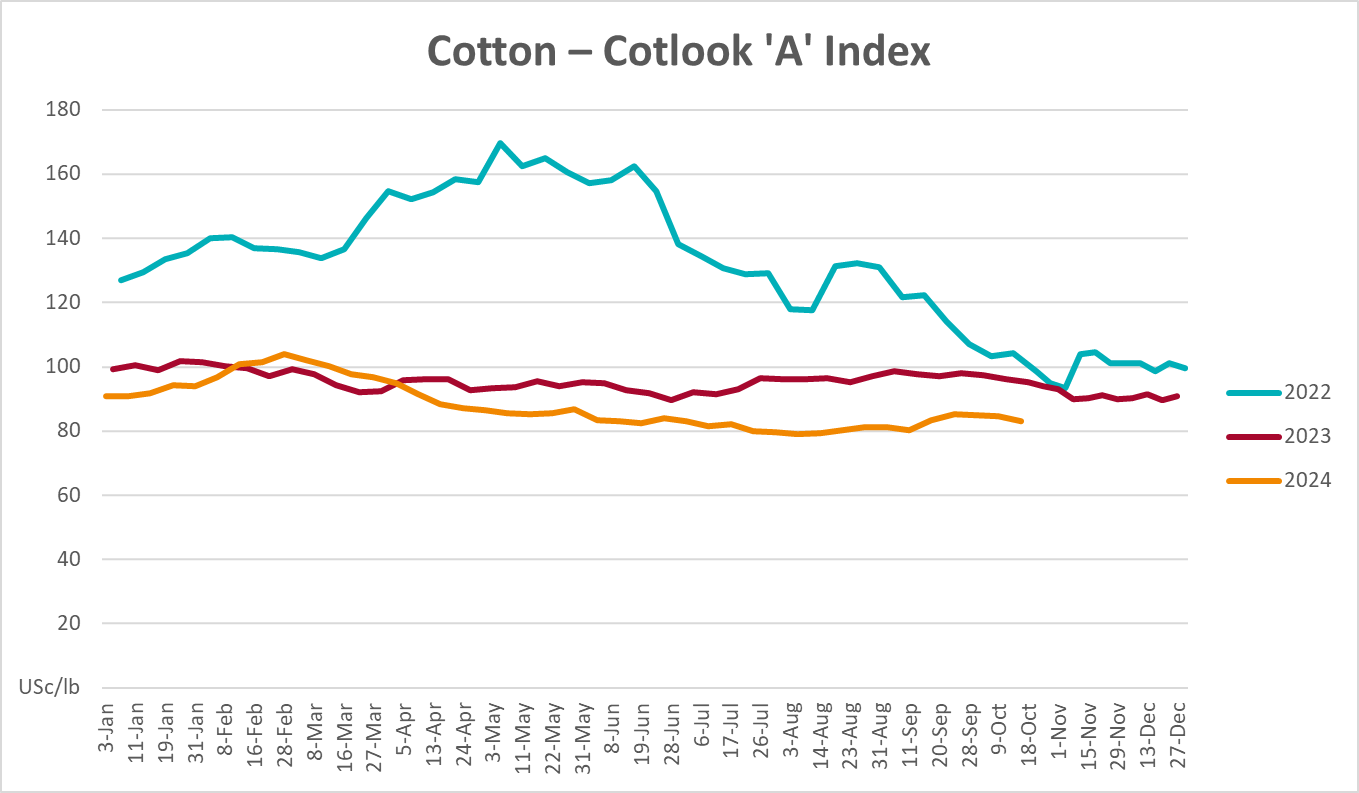 Cotton – Cotlook 'A' Index
180
160
140
120
100
80
60
40
20
USc/lb
3-Jan
11-Jan
19-Jan
31-Jan
8-Feb
16-Feb
28-Feb
8-Mar
16-Mar
27-Mar
5-Apr
13-Apr
24-Apr
3-May
11-May
22-May
31-May
8-Jun
19-Jun
28-Jun
6-Jul
17-Jul
26-Jul
3-Aug
14-Aug
23-Aug
31-Aug
11-Sep
20-Sep
28-Sep
9-Oct
18-Oct
1-Nov
15-Nov
29-Nov
13-Dec
27-Dec
2022
2023
2024